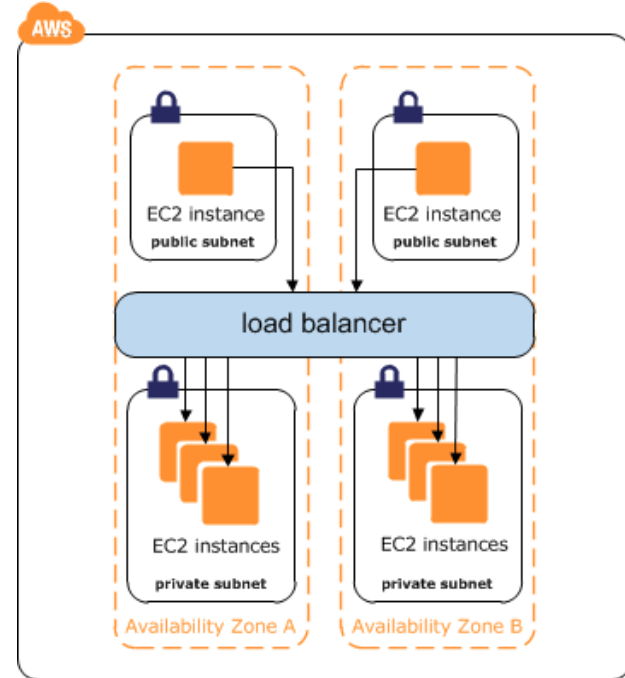 AWS
EC2 instance
public subnet
EC2 instance
public subnet
load balancer
EC2 instances
private subnet
EC2 instances
private subnet
Availability Zone A
Availability Zone B